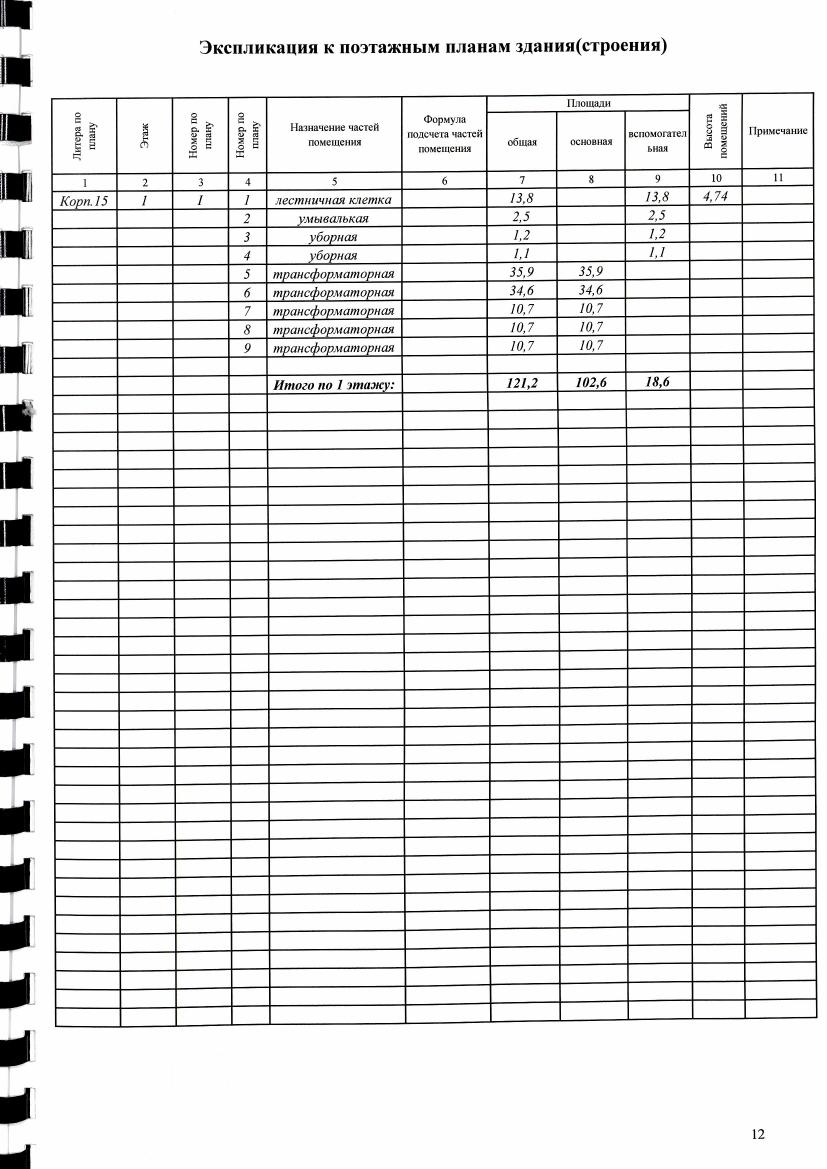 Экспликация к поэтажным планам здания(строения)
Литера по плану | Этаж | Номер по плану | Номер по плану | Назначение частей помещения | Формула подсчета частей помещения | Площади | Высота помещений | Примечание
общая | основная | вспомогател ьная
1 2 3 4 5 6 7 8 9 10 11
Корп.15 1 I 1 лестничная клетка 13,8 13,8 4,74
2 умывалькая 2,5 2,5
3 уборная 1,2 1,2
4 уборная 1,1 1,1
5 трансформаторная 35,9 35,9
6 трансформаторная 34,6 34,6
7 трансформаторная 10,7 10,7
8 трансформаторная 10,7 10,7
9 трансформаторная 10,7 10,7
Итого по 1 этажу: 121,2 102,6 18,6
12